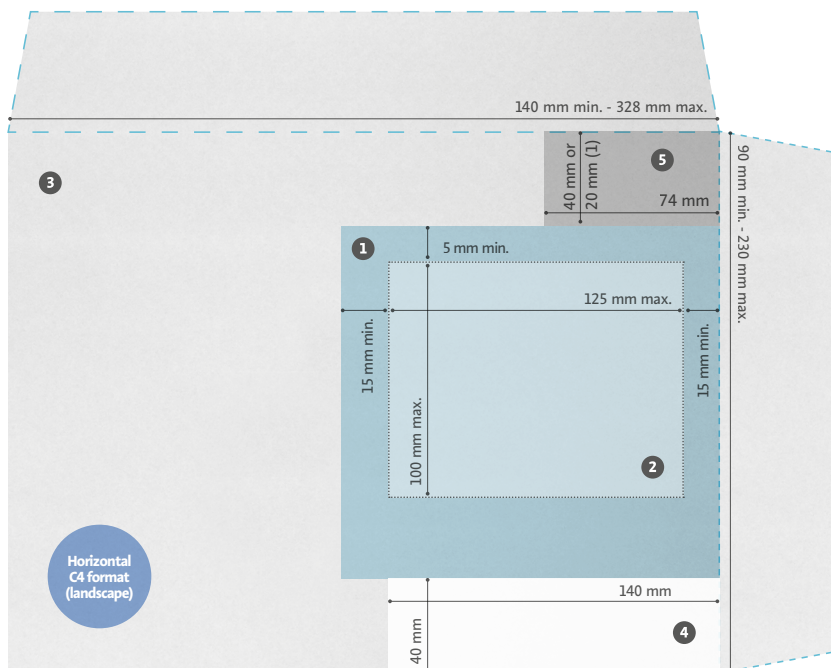 140 mm min. - 328 mm max.
3
5
40 mm or
20 mm (1)
74 mm
90 mm min. - 230 mm max.
1
5 mm min.
125 mm max.
15 mm min.
15 mm min.
100 mm max.
2
Horizontal
C4 format
(landscape)
140 mm
40 mm
4